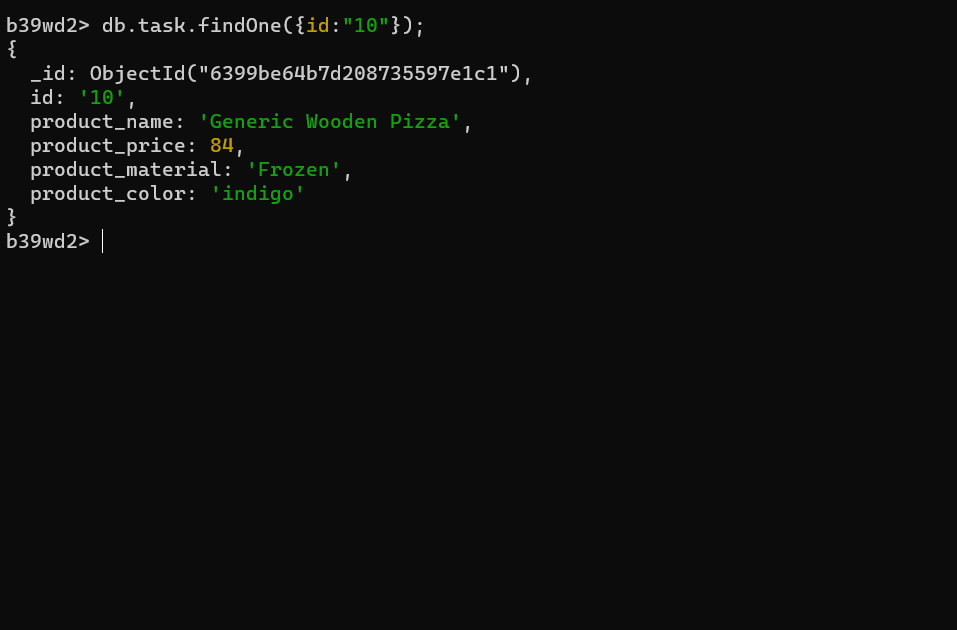 b39wd2> db.task.findOne({id:"10"});
{
  _id: ObjectId("6399be64b7d208735597e1c1"),
  id: '10',
  product_name: 'Generic Wooden Pizza',
  product_price: 84,
  product_material: 'Frozen',
  product_color: 'indigo'
}
b39wd2>